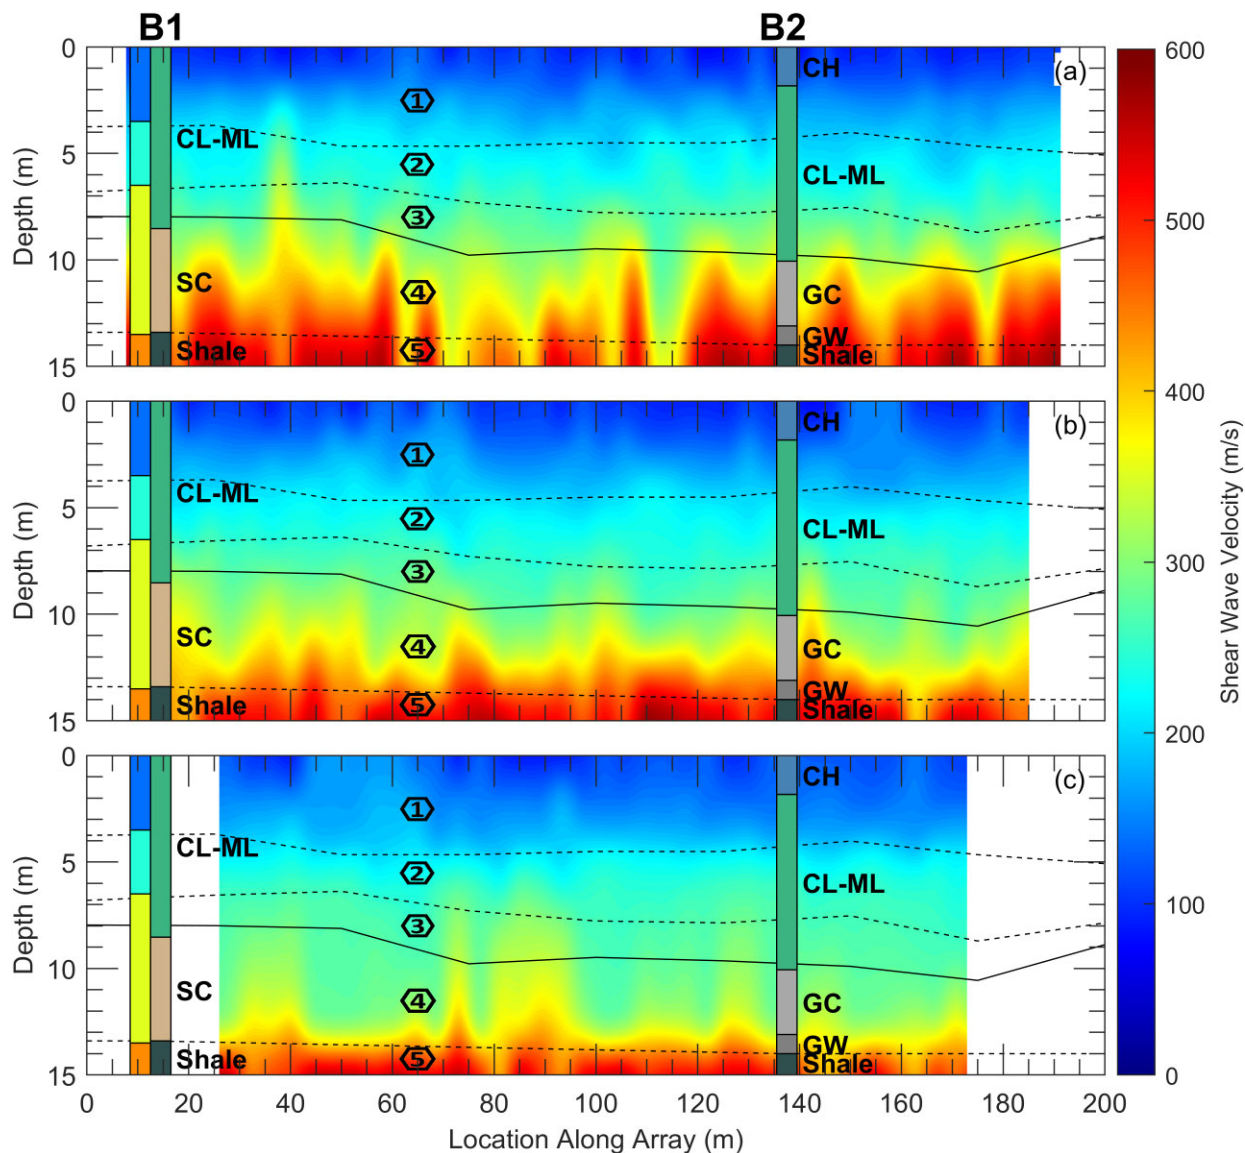 B1 B2
0 5 10 15
Depth (m)
CL-ML
SC
Shale
1
2
3
4
5
CH
CL-ML
GC
GW
Shale
(a)
0 5 10 15
Depth (m)
CL-ML
SC
Shale
1
2
3
4
5
CH
CL-ML
GC
GW
Shale
(b)
0 5 10 15
Depth (m)
CL-ML
SC
Shale
1
2
3
4
5
CH
CL-ML
GC
GW
Shale
(c)
0 20 40 60 80 100 120 140 160 180 200
Location Along Array (m)
600
500
400
300
200
100
0
Shear Wave Velocity (m/s)